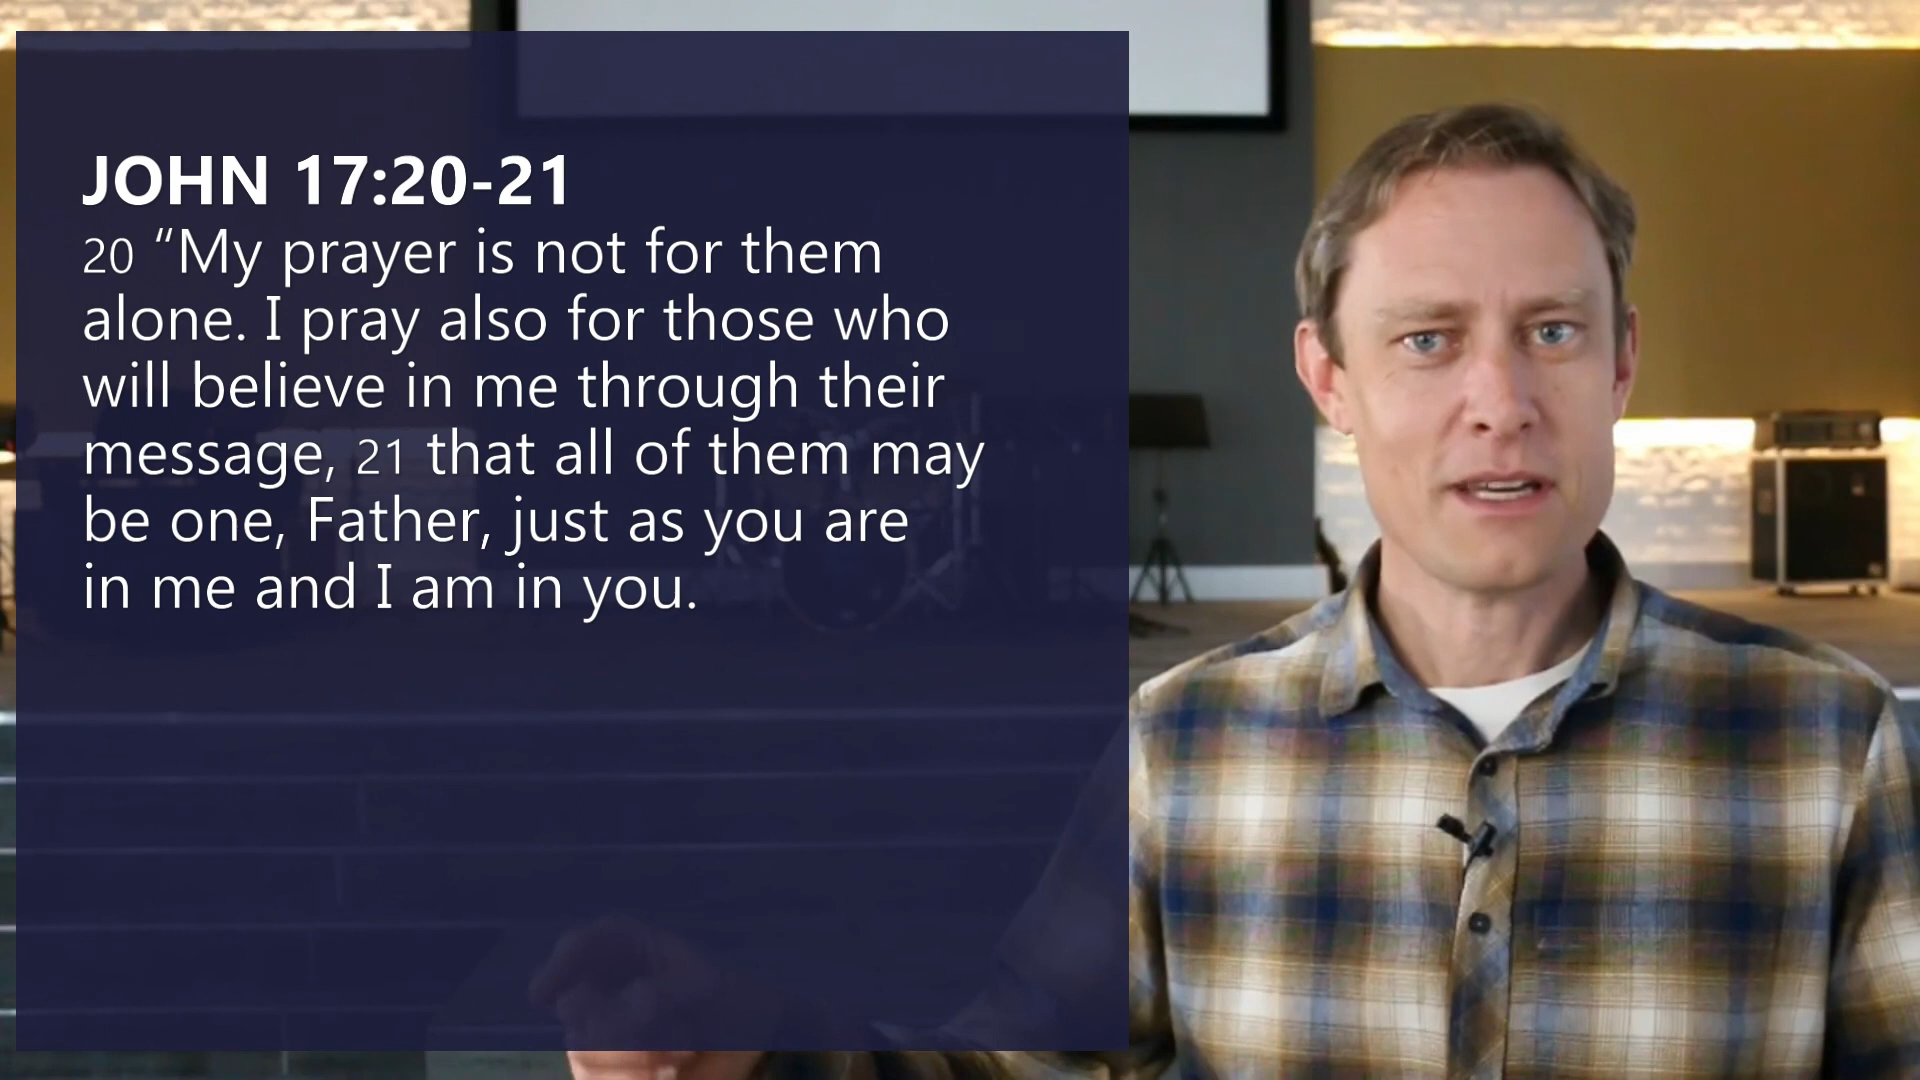 JOHN 17:20-21
20 “My prayer is not for them
alone. I pray also for those who
will believe in me through their
message, 21 that all of them may
be one, Father, just as you are
in me and I am in you.